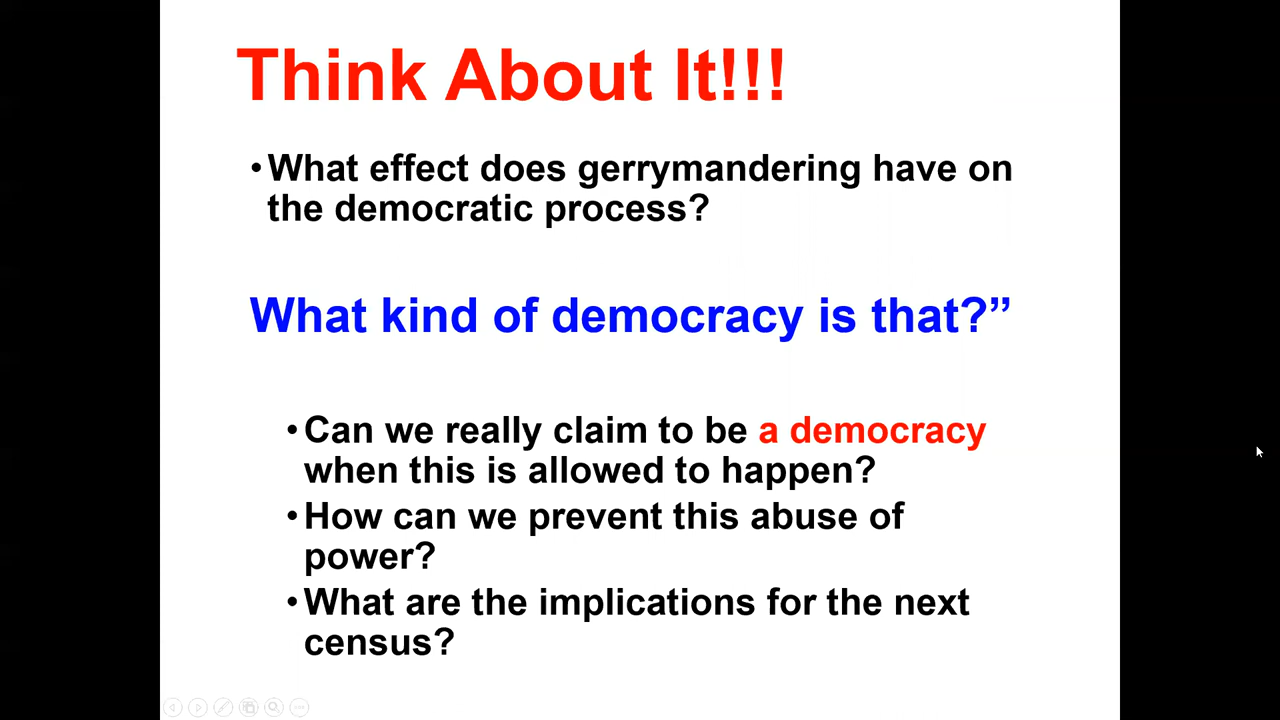 Think About It!!!
•What effect does gerrymandering have on
the democratic process?
What kind of democracy is that?”
•Can we really claim to be a democracy
when this is allowed to happen?
•How can we prevent this abuse of
power?
•What are the implications for the next
census?